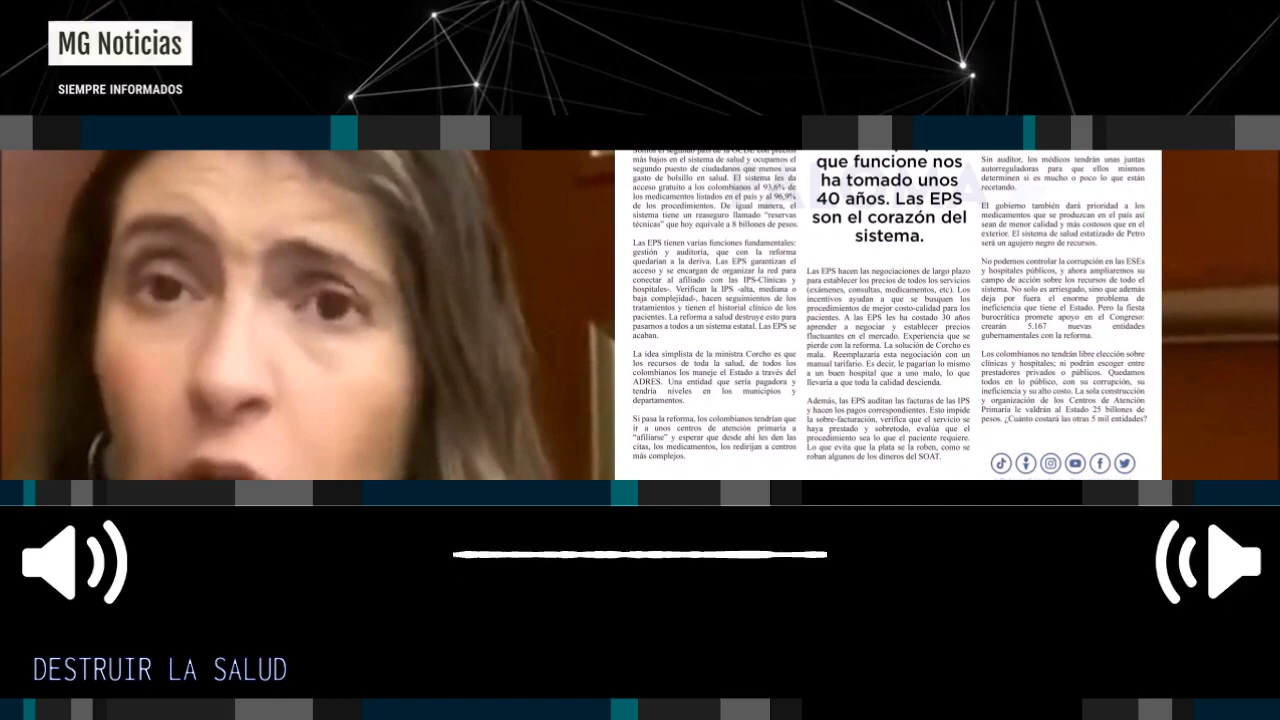 MG Noticias
SIEMPRE INFORMADOS
Somos el segundo país de la OCDE con precios
más bajos en el sistema de salud y ocupamos el
segundo puesto de ciudadanos que menos usa
gasto de bolsillo en salud. El sistema les da
acceso gratuito a los colombianos al 93,6% de
los medicamentos listados en el país y al 96,9%
de los procedimientos. De igual manera, el
sistema tiene un reaseguro llamado “reservas
técnicas” que hoy equivale a 8 billones de pesos.
Las EPS tienen varias funciones fundamentales:
gestión y auditoría, que con la reforma
quedarían a la deriva. Las EPS garantizan el
acceso y se encargan de organizar la red para
conectar al afiliado con las IPS-Clínicas y
hospitales-. Verifican la IPS -alta, mediana o
baja complejidad-, hacen seguimientos de los
tratamientos y tienen el historial clínico de los
pacientes. La reforma a salud destruye esto para
pasarnos a todos a un sistema estatal. Las EPS se
acaban.
La idea simplista de la ministra Corcho es que
los recursos de toda la salud, de todos los
colombianos los maneje el Estado a través del
ADRES. Una entidad que sería pagadora y
tendría niveles en los municipios y
departamentos.
Si pasa la reforma, los colombianos tendrían que
ir a unos centros de atención primaria a
“afiliarse” y esperar que desde ahí les den las
citas, los medicamentos, los redirijan a centros
más complejos.
que funcione nos
ha tomado unos
40 años. Las EPS
son el corazón del
sistema.
Las EPS hacen las negociaciones de largo plazo
para establecer los precios de todos los servicios
(exámenes, consultas, medicamentos, etc). Los
incentivos ayudan a que se busquen los
procedimientos de mejor costo-calidad para los
pacientes. A las EPS les ha costado 30 años
aprender a negociar y establecer precios
fluctuantes en el mercado. Experiencia que se
pierde con la reforma. La solución de Corcho es
mala. Reemplazaría esta negociación con un
manual tarifario. Es decir, le pagarían lo mismo
a un buen hospital que a uno malo, lo que
llevaría a que toda la calidad descienda.
Además, las EPS auditan las facturas de las IPS
y hacen los pagos correspondientes. Esto impide
la sobre-facturación, verifica que el servicio se
haya prestado y sobretodo, evalúa que el
procedimiento sea lo que el paciente requiere.
Lo que evita que la plata se la roben, como se
roban algunos de los dineros del SOAT.
Sin auditor, los médicos tendrán unas juntas
autorreguladoras para que ellos mismos
determinen si es mucho o poco lo que están
recetando.
El gobierno también dará prioridad a los
medicamentos que se produzcan en el país así
sean de menor calidad y más costosos que en el
exterior. El sistema de salud estatizado de Petro
será un agujero negro de recursos.
No podemos controlar la corrupción en las ESEs
y hospitales públicos, y ahora ampliaremos su
campo de acción sobre los recursos de todo el
sistema. No solo es arriesgado, sino que además
deja por fuera el enorme problema de
ineficiencia que tiene el Estado. Pero la fiesta
burocrática promete apoyo en el Congreso:
crearán 5.167 nuevas entidades
gubernamentales con la reforma.
Los colombianos no tendrán libre elección sobre
clínicas y hospitales; ni podrán escoger entre
prestadores privados o públicos. Quedamos
todos en lo público, con su corrupción, su
ineficiencia y su alto costo. La sola construcción
y organización de los Centros de Atención
Primaria le valdrán al Estado 25 billones de
pesos. ¿Cuánto costará las otras 5 mil entidades?
DESTRUIR LA SALUD